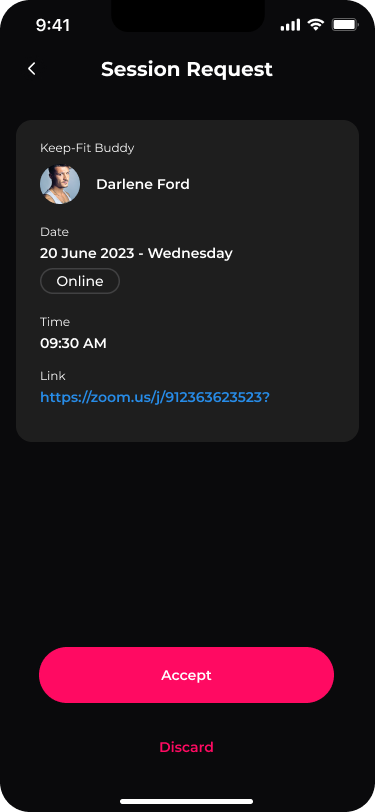 9:41
Session Request
Keep-Fit Buddy
Darlene Ford
Date
20 June 2023 - Wednesday
Online
Time
09:30 AM
Link
https://zoom.us/j/912363623523?
Accept
Discard